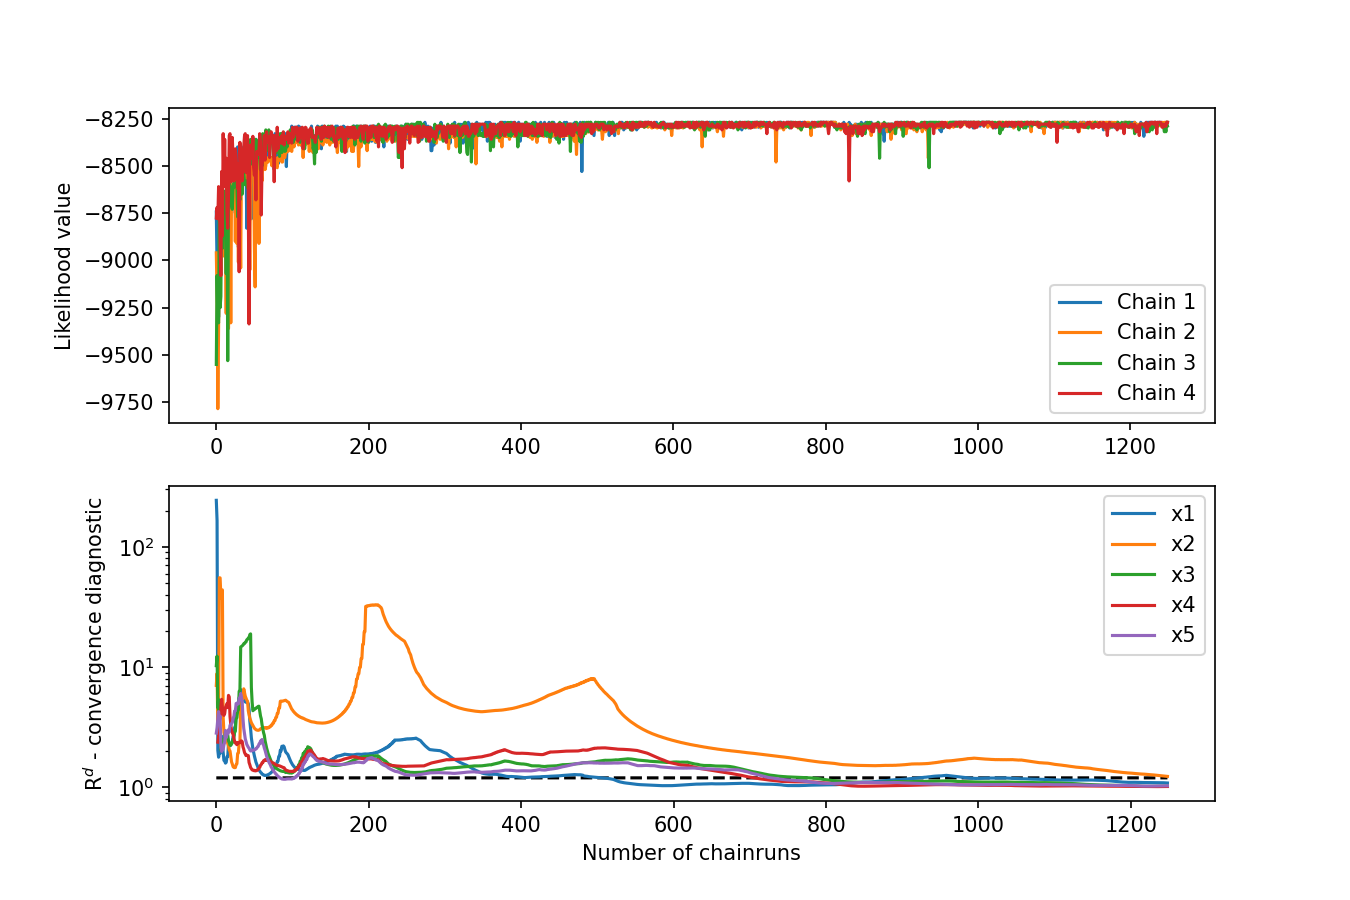 Likelihood value
−8250
−8500
−8750
−9000
−9250
−9500
−9750
Chain 1
Chain 2
Chain 3
Chain 4
0 200 400 600 800 1000 1200
R^d - convergence diagnostic
10^2
10^1
10^0
x1
x2
x3
x4
x5
0 200 400 600 800 1000 1200
Number of chainruns